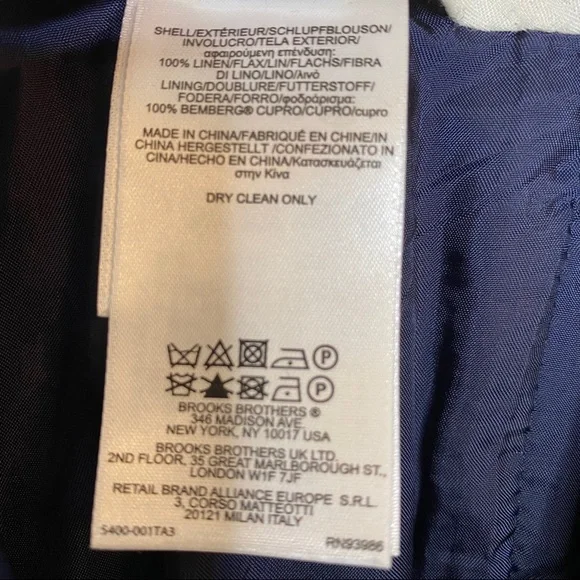 SHELL/EXTÉRIEUR/SCHLUPFBLOUSON/
INVOLUCRO/TELA EXTERIOR/
αφαιρούμενη επένδυση:
100% LINEN/FLAX/LIN/FLACHS/FIBRA
DI LINO/LINO/λινό
LINING/DOUBLURE/FUTTERSTOFF/
FODERA/FORRO/φοδράρισμα:
100% BEMBERG® CUPRO/CUPRO/cupro
MADE IN CHINA/FABRIQUÉ EN CHINE/IN
CHINA HERGESTELLT /CONFEZIONATO IN
CINA/HECHO EN CHINA/Κατασκευάζεται
στην Κίνα
DRY CLEAN ONLY
P
P
BROOKS BROTHERS ®
346 MADISON AVE
NEW YORK, NY 10017 USA
BROOKS BROTHERS UK LTD.
2ND FLOOR, 35 GREAT MARLBOROUGH ST.,
LONDON W1F 7JF
RETAIL BRAND ALLIANCE EUROPE S.R.L.
3, CORSO MATTEOTTI
20121 MILAN ITALY
S400-001TA3 RN93986